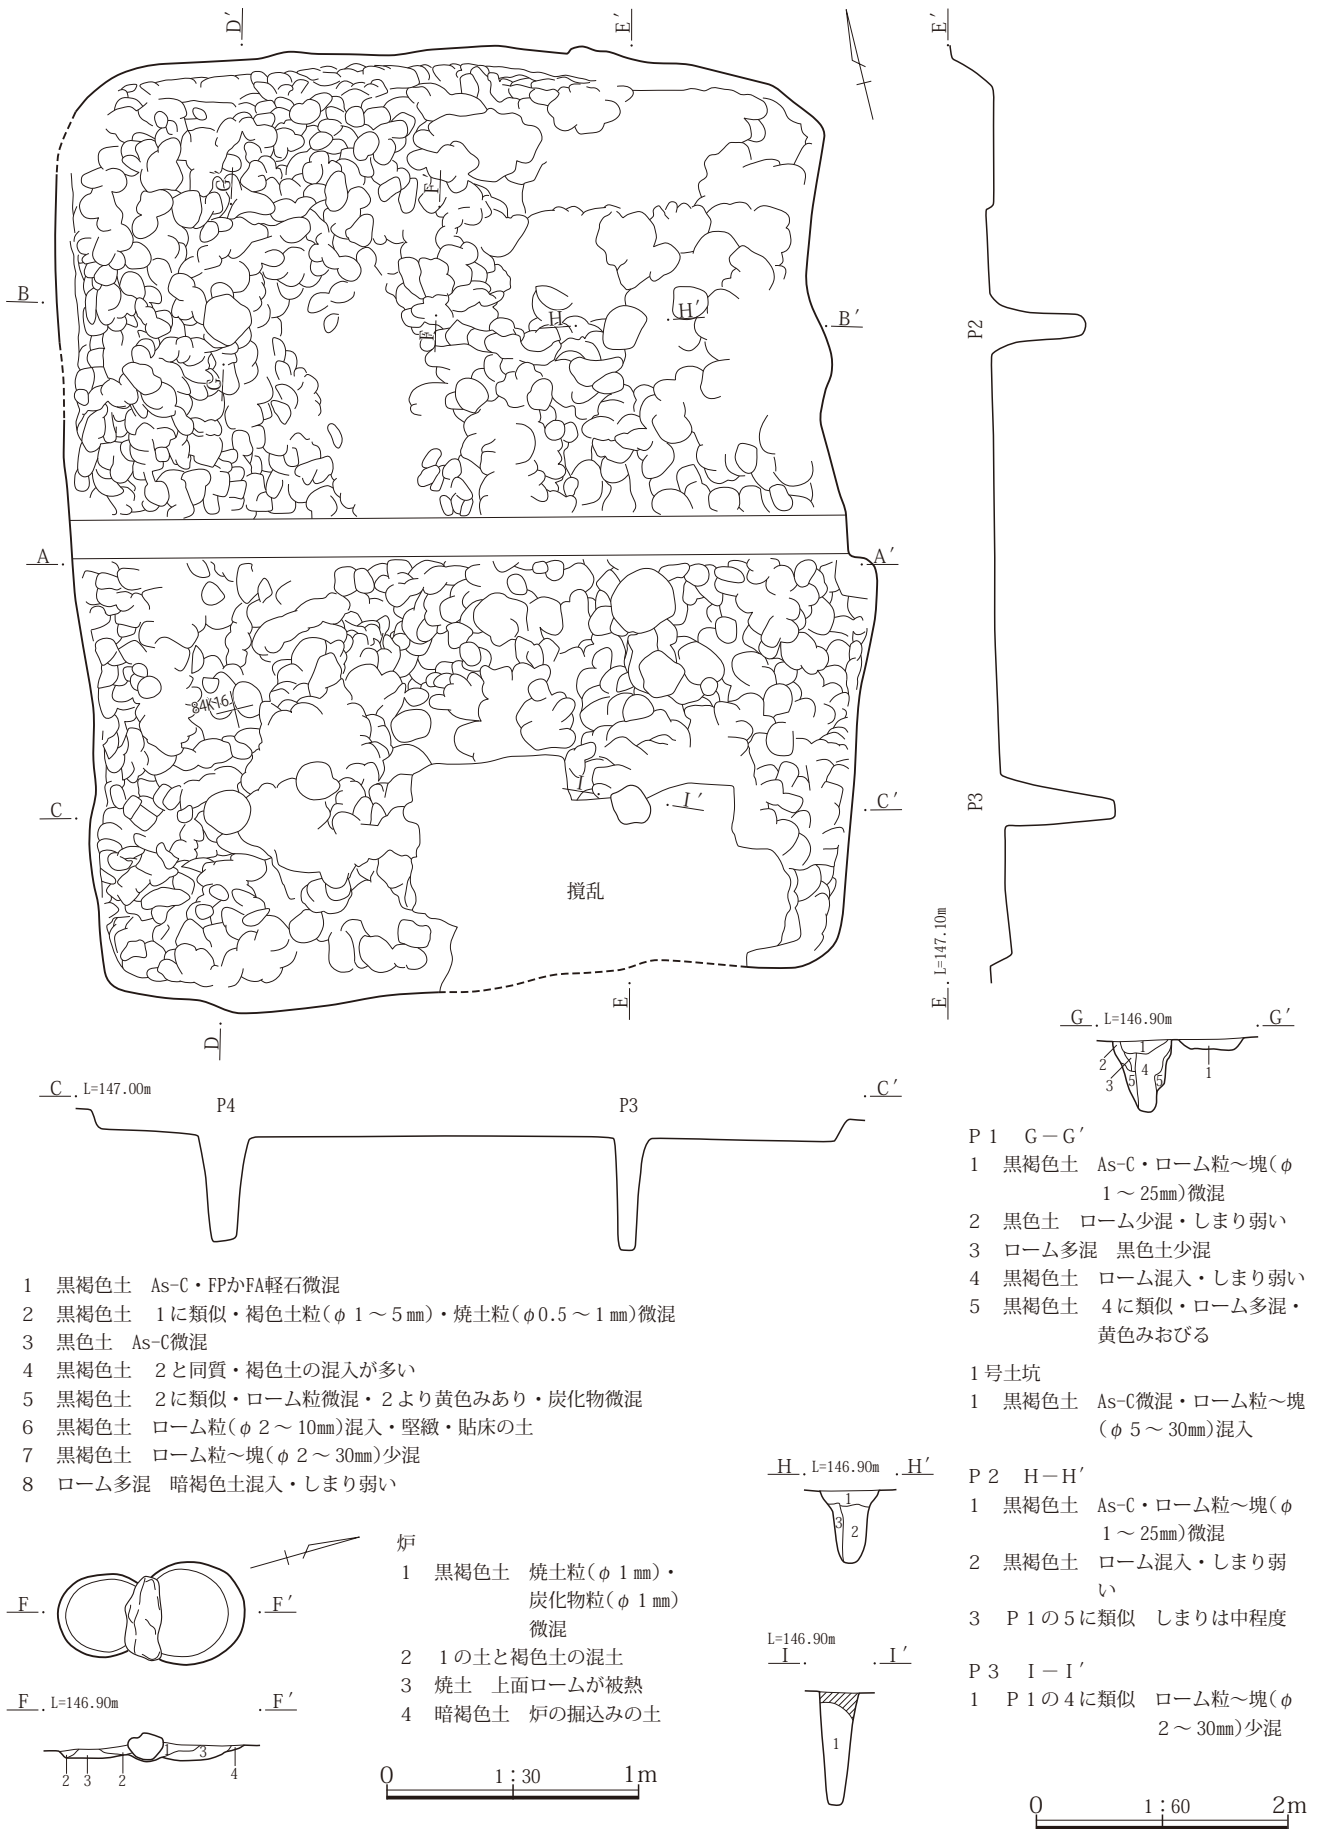 D′
E′
E′
G′
F′
B
H
H′
B′
F
G
P2
A
A′
84K16
C
I
I′
C′
P3
撹乱
E
E L=147.10m
D
G L=146.90m G′
1
2
3
5
4
5
1
C L=147.00m C′
P4
P3
P１　G－G′
1　黒褐色土　As-C・ローム粒～塊(φ
１～25㎜)微混
2　黒色土　ローム少混・しまり弱い
3　ローム多混　黒色土少混
4　黒褐色土　ローム混入・しまり弱い
5　黒褐色土　４に類似・ローム多混・
黄色みおびる
１号土坑
1　黒褐色土　As-C微混・ローム粒～塊
(φ５～30㎜)混入
1　黒褐色土　As-C・FPかFA軽石微混
2　黒褐色土　１に類似・褐色土粒(φ１～５㎜)・焼土粒(φ0.5～１㎜)微混
3　黒色土　As-C微混
4　黒褐色土　２と同質・褐色土の混入が多い
5　黒褐色土　２に類似・ローム粒微混・２より黄色みあり・炭化物微混
6　黒褐色土　ローム粒(φ２～10㎜)混入・堅緻・貼床の土
7　黒褐色土　ローム粒～塊(φ２～30㎜)少混
8　ローム多混　暗褐色土混入・しまり弱い
H L=146.90m H′
1
3
2
P２　H－H′
1　黒褐色土　As-C・ローム粒～塊(φ
１～25㎜)微混
2　黒褐色土　ローム混入・しまり弱
い
3　P１の５に類似　しまりは中程度
L=146.90m
I I′
1
P３　I－I′
1　P１の４に類似　ローム粒～塊(φ
２～30㎜)少混
F F′
F L=146.90m F′
1
3
2
3
2
4
炉
1　黒褐色土　焼土粒(φ１㎜)・
炭化物粒(φ１㎜)
微混
2　１の土と褐色土の混土
3　焼土　上面ロームが被熱
4　暗褐色土　炉の掘込みの土
0 1：30 1m
0 1：60 2m